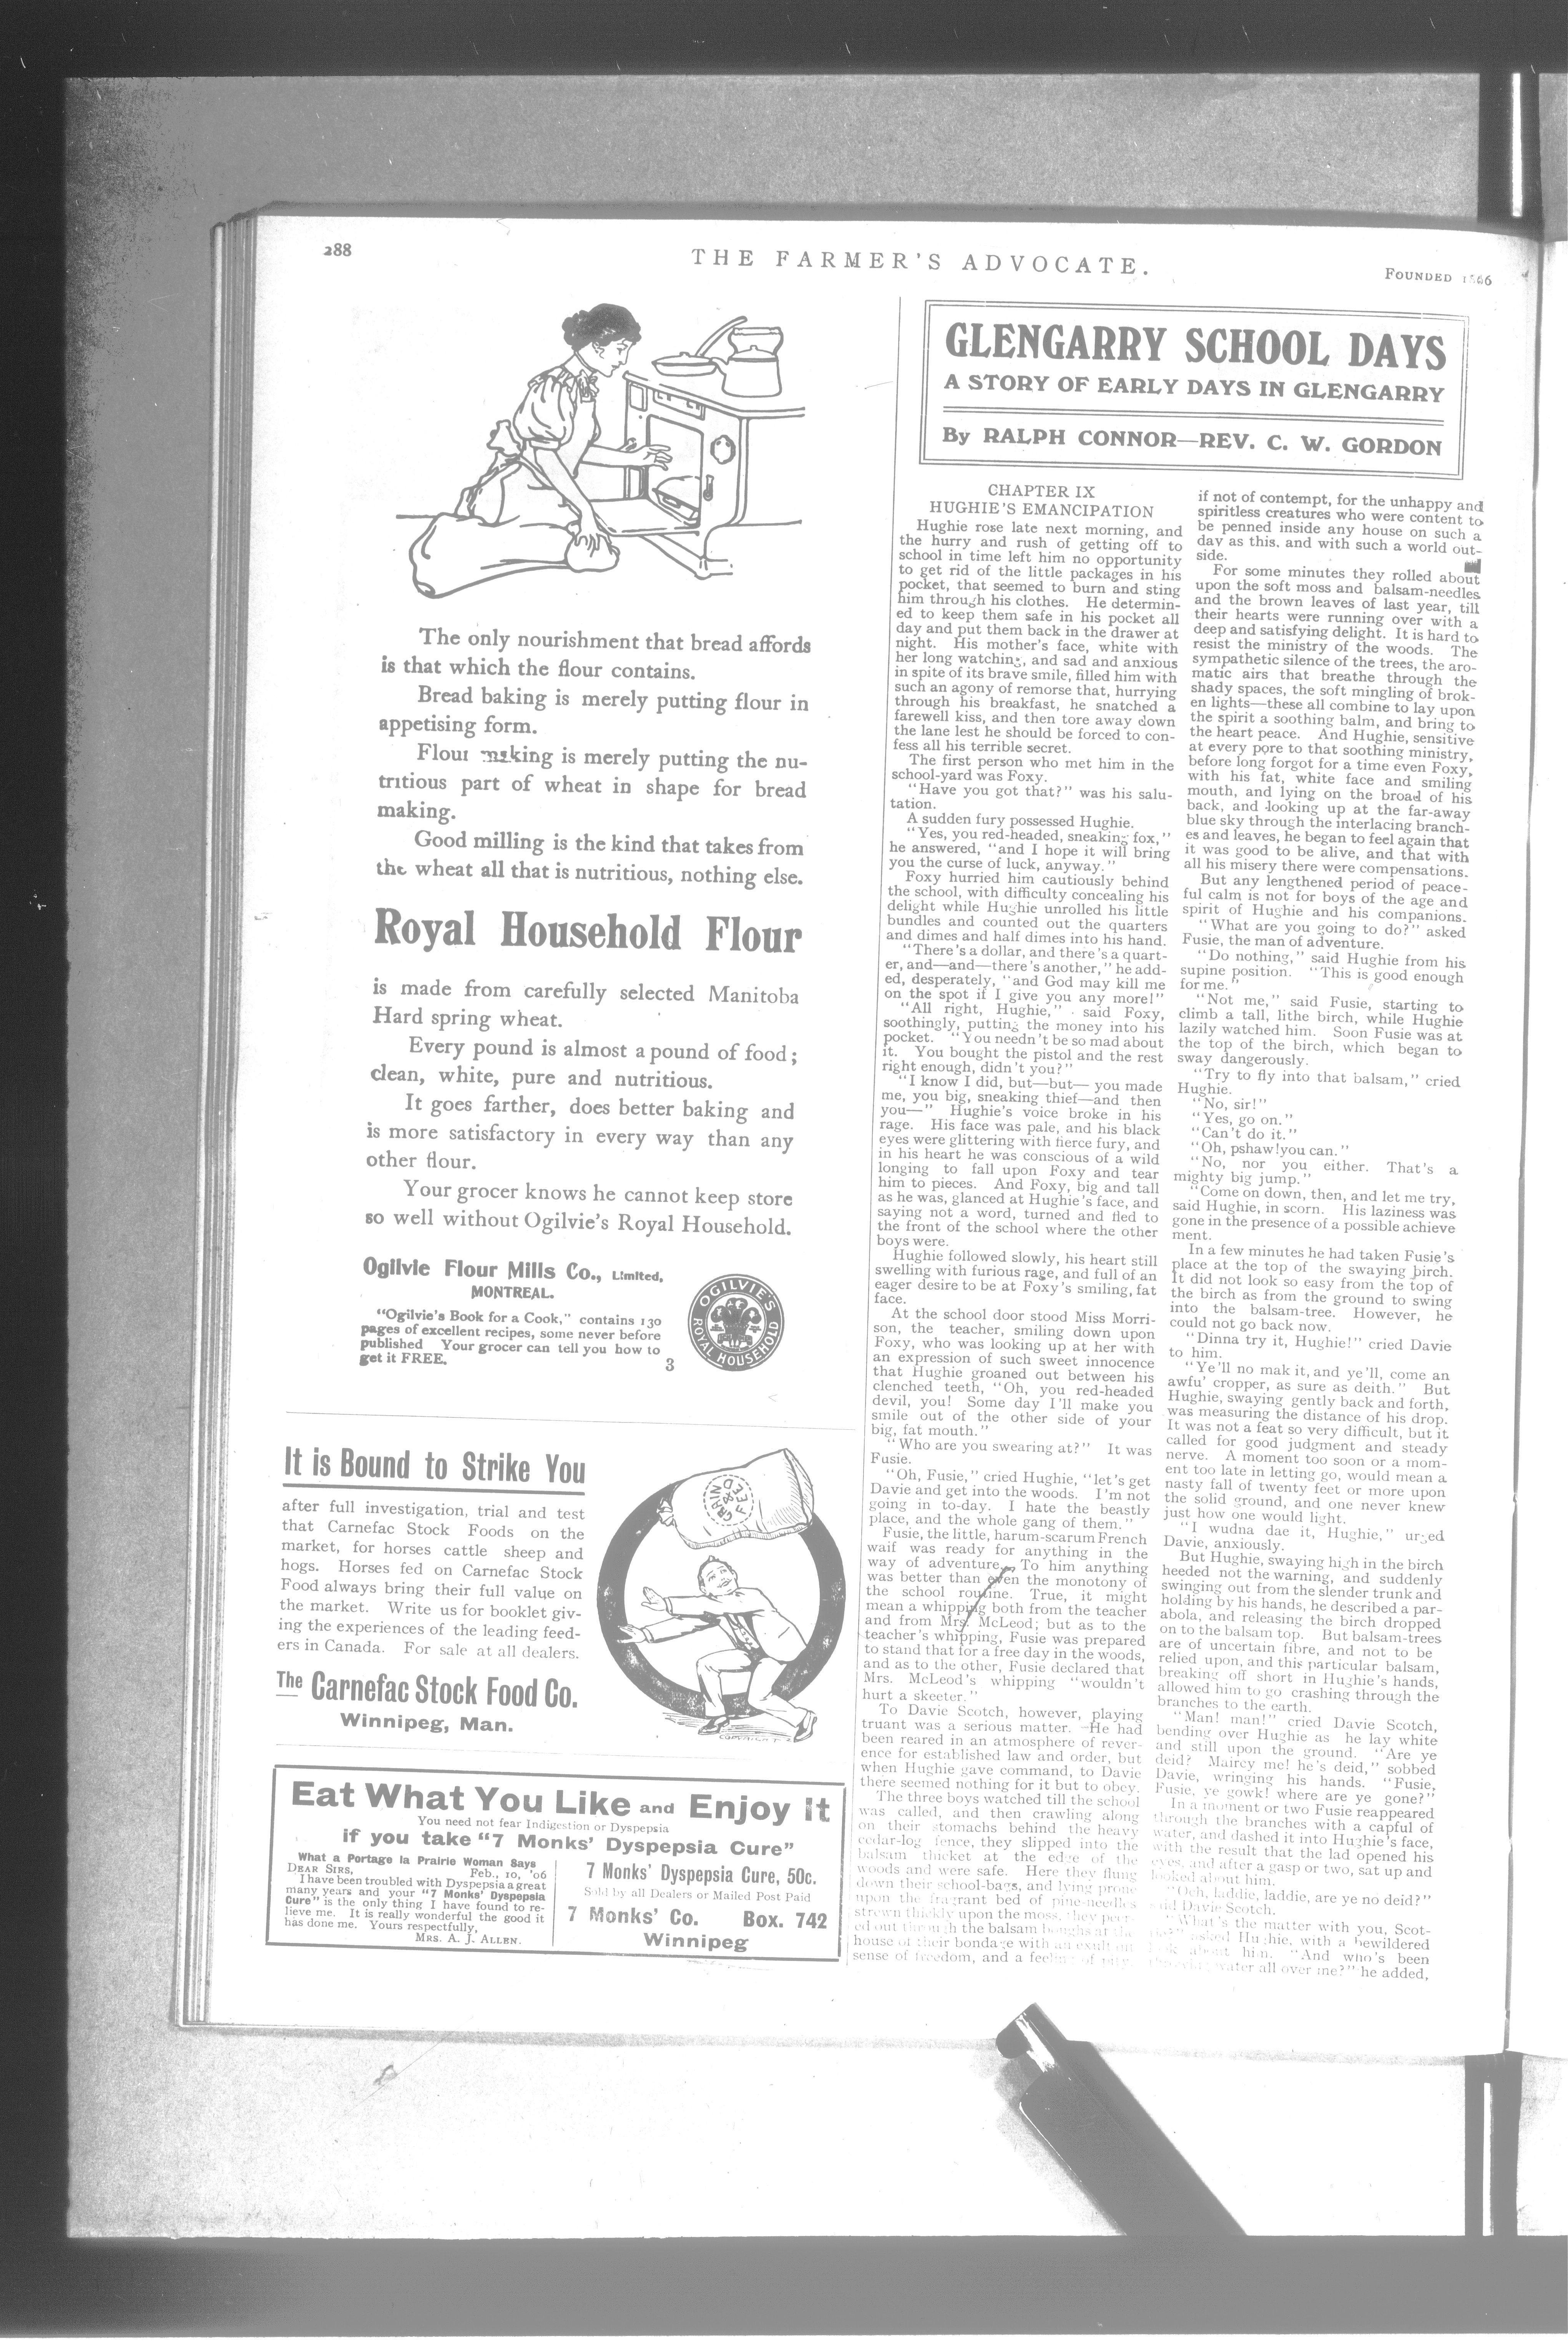 288
THE FARMER'S ADVOCATE.
FOUNDED 1866
The only nourishment that bread affords
is that which the flour contains.
Bread baking is merely putting flour in
appetising form.
Flour making is merely putting the nu-
tritious part of wheat in shape for bread
making.
Good milling is the kind that takes from
the wheat all that is nutritious, nothing else.
Royal Household Flour
is made from carefully selected Manitoba
Hard spring wheat.
Every pound is almost a pound of food;
clean, white, pure and nutritious.
It goes farther, does better baking and
is more satisfactory in every way than any
other flour.
Your grocer knows he cannot keep store
so well without Ogilvie's Royal Household.
Ogilvie Flour Mills Co., Limited,
MONTREAL.
"Ogilvie's Book for a Cook," contains 130
pages of excellent recipes, some never before
published Your grocer can tell you how to
get it FREE.
3
OGILVIE'S
ROYAL HOUSEHOLD
It is Bound to Strike You
after full investigation, trial and test
that Carnefac Stock Foods on the
market, for horses cattle sheep and
hogs. Horses fed on Carnefac Stock
Food always bring their full value on
the market. Write us for booklet giv-
ing the experiences of the leading feed-
ers in Canada. For sale at all dealers.
The Carnefac Stock Food Co.
Winnipeg, Man.
GRAIN
&
FEED
Eat What You Like and Enjoy it
You need not fear Indigestion or Dyspepsia
if you take "7 Monks' Dyspepsia Cure"
What a Portage la Prairie Woman Says
DEAR SIRS, Feb., 10, '06
I have been troubled with Dyspepsia a great
many years and your "7 Monks' Dyspepsia
Cure" is the only thing I have found to re-
lieve me. It is really wonderful the good it
has done me. Yours respectfully,
MRS. A. J. ALLEN.
7 Monks' Dyspepsia Cure, 50c.
Sold by all Dealers or Mailed Post Paid
7 Monks' Co. Box. 742
Winnipeg
GLENGARRY SCHOOL DAYS
A STORY OF EARLY DAYS IN GLENGARRY
By RALPH CONNOR—REV. C. W. GORDON
CHAPTER IX
HUGHIE'S EMANCIPATION
Hughie rose late next morning, and
the hurry and rush of getting off to
school in time left him no opportunity
to get rid of the little packages in his
pocket, that seemed to burn and sting
him through his clothes. He determin-
ed to keep them safe in his pocket all
day and put them back in the drawer at
night. His mother's face, white with
her long watching, and sad and anxious
in spite of its brave smile, filled him with
such an agony of remorse that, hurrying
through his breakfast, he snatched a
farewell kiss, and then tore away down
the lane lest he should be forced to con-
fess all his terrible secret.
The first person who met him in the
school-yard was Foxy.
"Have you got that?" was his salu-
tation.
A sudden fury possessed Hughie.
"Yes, you red-headed, sneaking fox,"
he answered, "and I hope it will bring
you the curse of luck, anyway."
Foxy hurried him cautiously behind
the school, with difficulty concealing his
delight while Hughie unrolled his little
bundles and counted out the quarters
and dimes and half dimes into his hand.
"There's a dollar, and there's a quart-
er, and—and—there's another," he add-
ed, desperately, "and God may kill me
on the spot if I give you any more!"
"All right, Hughie," said Foxy,
soothingly, putting the money into his
pocket. "You needn't be so mad about
it. You bought the pistol and the rest
right enough, didn't you?"
"I know I did, but—but— you made
me, you big, sneaking thief—and then
you—" Hughie's voice broke in his
rage. His face was pale, and his black
eyes were glittering with fierce fury, and
in his heart he was conscious of a wild
longing to fall upon Foxy and tear
him to pieces. And Foxy, big and tall
as he was, glanced at Hughie's face, and
saying not a word, turned and fled to
the front of the school where the other
boys were.
Hughie followed slowly, his heart still
swelling with furious rage, and full of an
eager desire to be at Foxy's smiling, fat
face.
At the school door stood Miss Morri-
son, the teacher, smiling down upon
Foxy, who was looking up at her with
an expression of such sweet innocence
that Hughie groaned out between his
clenched teeth, "Oh, you red-headed
devil, you! Some day I'll make you
smile out of the other side of your
big, fat mouth."
"Who are you swearing at?" It was
Fusie.
"Oh, Fusie," cried Hughie, "let's get
Davie and get into the woods. I'm not
going in to-day. I hate the beastly
place, and the whole gang of them."
Fusie, the little, harum-scarum French
waif was ready for anything in the
way of adventure. To him anything
was better than even the monotony of
the school routine. True, it might
mean a whipping both from the teacher
and from Mrs. McLeod; but as to the
teacher's whipping, Fusie was prepared
to stand that for a free day in the woods,
and as to the other, Fusie declared that
Mrs. McLeod's whipping "wouldn't
hurt a skeeter."
To Davie Scotch, however, playing
truant was a serious matter. He had
been reared in an atmosphere of rever-
ence for established law and order, but
when Hughie gave command, to Davie
there seemed nothing for it but to obey.
The three boys watched till the school
was called, and then crawling along
on their stomachs behind the heavy
cedar-log fence, they slipped into the
balsam thicket at the edge of the
woods and were safe. Here they flung
down their school-bags, and lying prone
upon the fragrant bed of pine-needles
strewn thickly upon the moss, they peer-
ed out through the balsam boughs at the
house of their bondage with an exultant
sense of freedom, and a feeling of pity,
if not of contempt, for the unhappy and
spiritless creatures who were content to
be penned inside any house on such a
day as this, and with such a world out-
side.
For some minutes they rolled about
upon the soft moss and balsam-needles
and the brown leaves of last year, till
their hearts were running over with a
deep and satisfying delight. It is hard to
resist the ministry of the woods. The
sympathetic silence of the trees, the aro-
matic airs that breathe through the
shady spaces, the soft mingling of brok-
en lights—these all combine to lay upon
the spirit a soothing balm, and bring to
the heart peace. And Hughie, sensitive
at every pore to that soothing ministry,
before long forgot for a time even Foxy,
with his fat, white face and smiling
mouth, and lying on the broad of his
back, and looking up at the far-away
blue sky through the interlacing branch-
es and leaves, he began to feel again that
it was good to be alive, and that with
all his misery there were compensations.
But any lengthened period of peace-
ful calm is not for boys of the age and
spirit of Hughie and his companions.
"What are you going to do?" asked
Fusie, the man of adventure.
"Do nothing," said Hughie from his
supine position. "This is good enough
for me."
"Not me," said Fusie, starting to
climb a tall, lithe birch, while Hughie
lazily watched him. Soon Fusie was at
the top of the birch, which began to
sway dangerously.
"Try to fly into that balsam," cried
Hughie.
"No, sir!"
"Yes, go on."
"Can't do it."
"Oh, pshaw!you can."
"No, nor you either. That's a
mighty big jump."
"Come on down, then, and let me try,
said Hughie, in scorn. His laziness was
gone in the presence of a possible achieve
ment.
In a few minutes he had taken Fusie's
place at the top of the swaying birch.
It did not look so easy from the top of
the birch as from the ground to swing
into the balsam-tree. However, he
could not go back now.
"Dinna try it, Hughie!" cried Davie
to him.
"Ye'll no mak it, and ye'll, come an
awfu' cropper, as sure as deith." But
Hughie, swaying gently back and forth,
was measuring the distance of his drop.
It was not a feat so very difficult, but it
called for good judgment and steady
nerve. A moment too soon or a mom-
ent too late in letting go, would mean a
nasty fall of twenty feet or more upon
the solid ground, and one never knew
just how one would light.
"I wudna dae it, Hughie," urged
Davie, anxiously.
But Hughie, swaying high in the birch
heeded not the warning, and suddenly
swinging out from the slender trunk and
holding by his hands, he described a par-
abola, and releasing the birch dropped
on to the balsam top. But balsam-trees
are of uncertain fibre, and not to be
relied upon, and this particular balsam,
breaking off short in Hughie's hands,
allowed him to go crashing through the
branches to the earth.
"Man! man!" cried Davie Scotch,
bending over Hughie as he lay white
and still upon the ground. "Are ye
deid? Maircy me! he's deid," sobbed
Davie, wringing his hands. "Fusie,
Fusie, ye gowk! where are ye gone?"
In a moment or two Fusie reappeared
through the branches with a capful of
water, and dashed it into Hughie's face,
with the result that the lad opened his
eyes, and after a gasp or two, sat up and
looked about him.
"Och, laddie, laddie, are ye no deid?"
said Davie Scotch.
"What's the matter with you, Scot-
asked Hughie, with a bewildered
look about him. "And who's been
throwing water all over me?" he added,